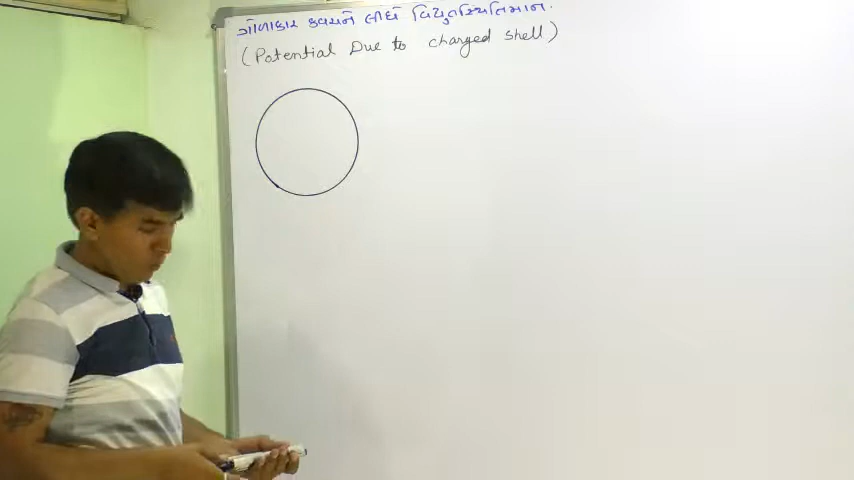 ગોળાકાર કવચને લીધે વિદ્યુતસ્થિતિમાન.
(Potential Due to charged shell)